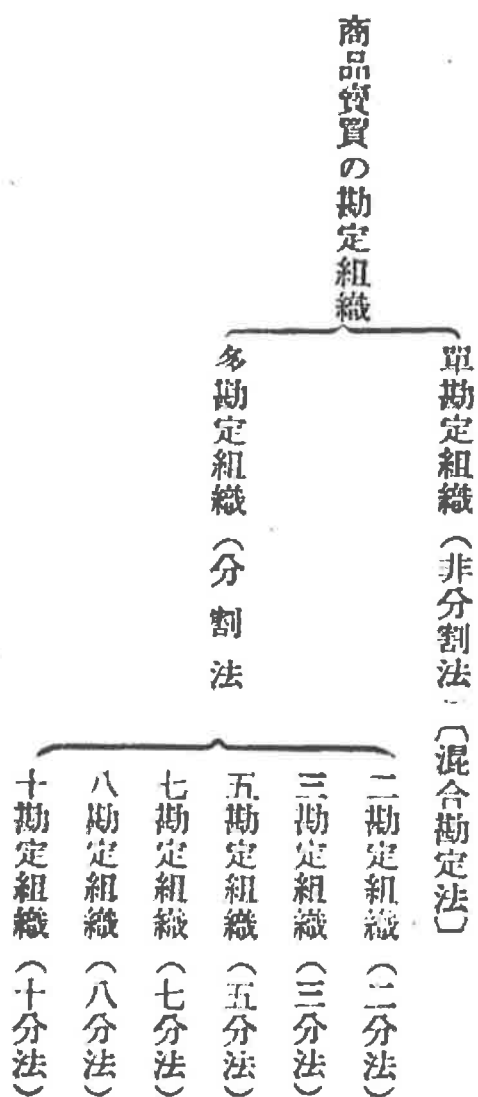 商品賣買の勘定組織
單勘定組織（非分割法）〔混合勘定法〕
多勘定組織（分割法）
二勘定組織（二分法）
三勘定組織（三分法）
五勘定組織（五分法）
七勘定組織（七分法）
八勘定組織（八分法）
十勘定組織（十分法）